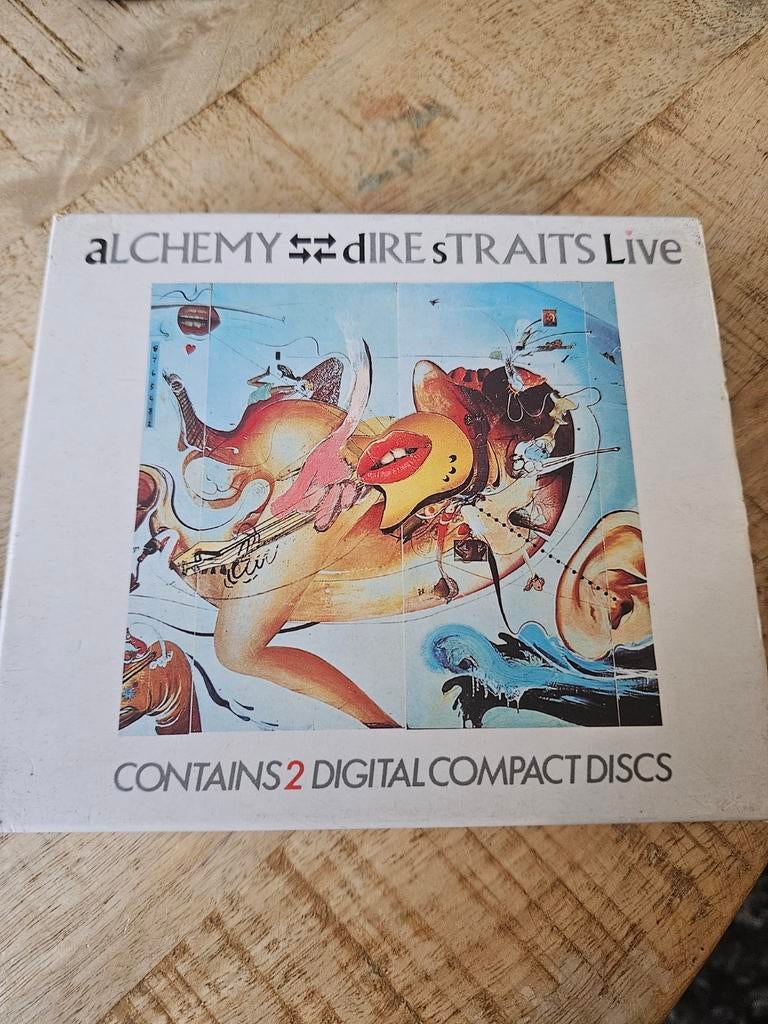 aLCHEMY dIRE sTRAITS Live
CONTAINS 2 DIGITAL COMPACT DISCS